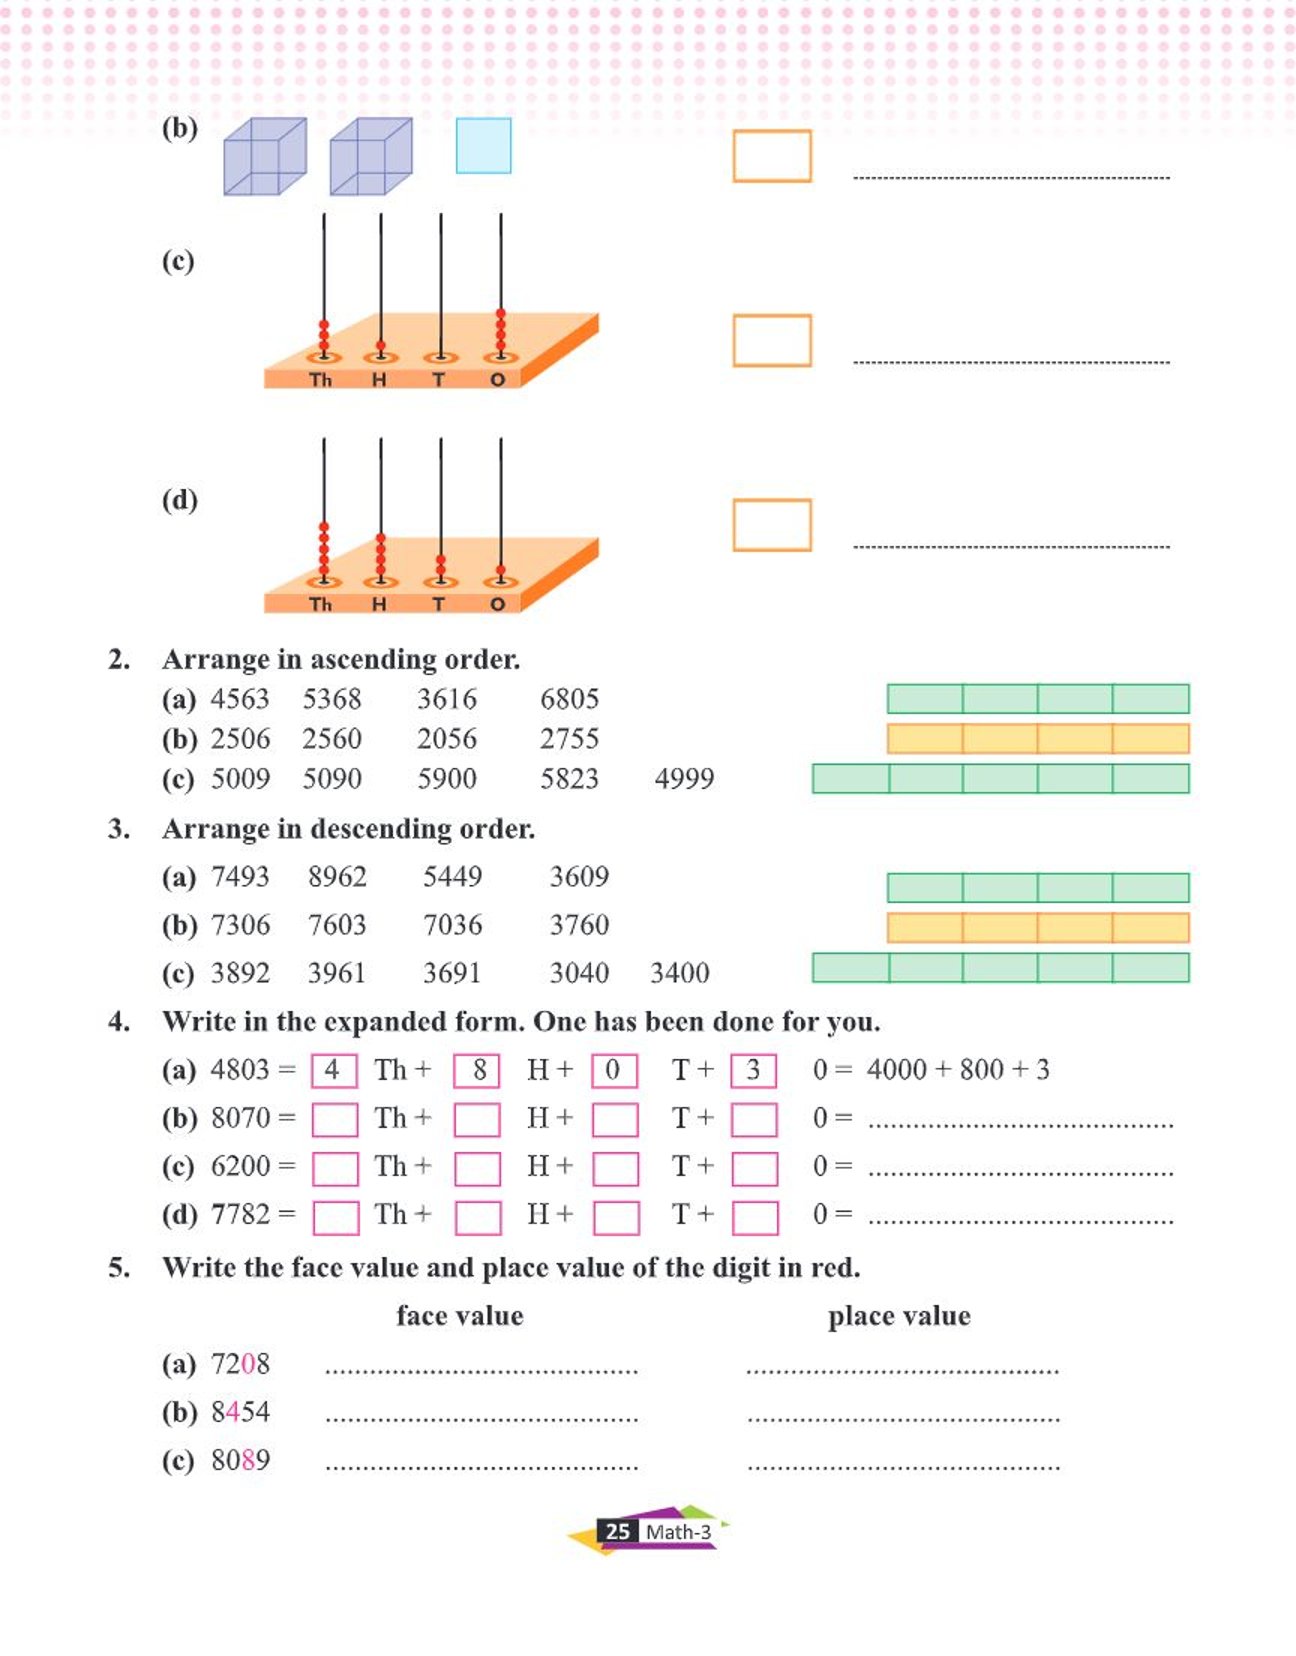 (b)
(c)
Th H T O
(d)
Th H T O
2. Arrange in ascending order.
(a) 4563 5368 3616 6805
(b) 2506 2560 2056 2755
(c) 5009 5090 5900 5823 4999
3. Arrange in descending order.
(a) 7493 8962 5449 3609
(b) 7306 7603 7036 3760
(c) 3892 3961 3691 3040 3400
4. Write in the expanded form. One has been done for you.
(a) 4803 = 4 Th + 8 H + 0 T + 3 0 = 4000 + 800 + 3
(b) 8070 = Th + H + T + 0 = ........................................
(c) 6200 = Th + H + T + 0 = ........................................
(d) 7782 = Th + H + T + 0 = ........................................
5. Write the face value and place value of the digit in red.
face value place value
(a) 7208 ........................................ ........................................
(b) 8454 ........................................ ........................................
(c) 8089 ........................................ ........................................
25 Math-3